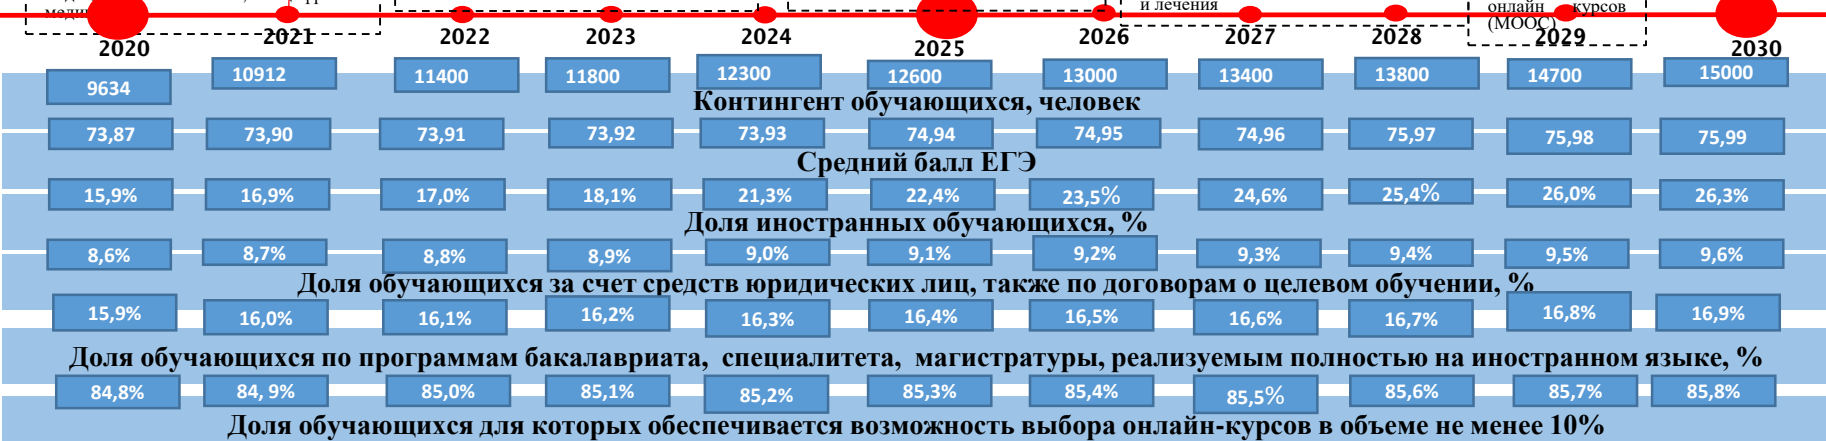 и лечения
онлайн курсов
(MOOC)
2020 2021 2022 2023 2024 2025 2026 2027 2028 2029 2030
9634 10912 11400 11800 12300 12600 13000 13400 13800 14700 15000
Контингент обучающихся, человек
73,87 73,90 73,91 73,92 73,93 74,94 74,95 74,96 75,97 75,98 75,99
Средний балл ЕГЭ
15,9% 16,9% 17,0% 18,1% 21,3% 22,4% 23,5% 24,6% 25,4% 26,0% 26,3%
Доля иностранных обучающихся, %
8,6% 8,7% 8,8% 8,9% 9,0% 9,1% 9,2% 9,3% 9,4% 9,5% 9,6%
Доля обучающихся за счет средств юридических лиц, также по договорам о целевом обучении, %
15,9% 16,0% 16,1% 16,2% 16,3% 16,4% 16,5% 16,6% 16,7% 16,8% 16,9%
Доля обучающихся по программам бакалавриата, специалитета, магистратуры, реализуемым полностью на иностранном языке, %
84,8% 84, 9% 85,0% 85,1% 85,2% 85,3% 85,4% 85,5% 85,6% 85,7% 85,8%
Доля обучающихся для которых обеспечивается возможность выбора онлайн-курсов в объеме не менее 10%